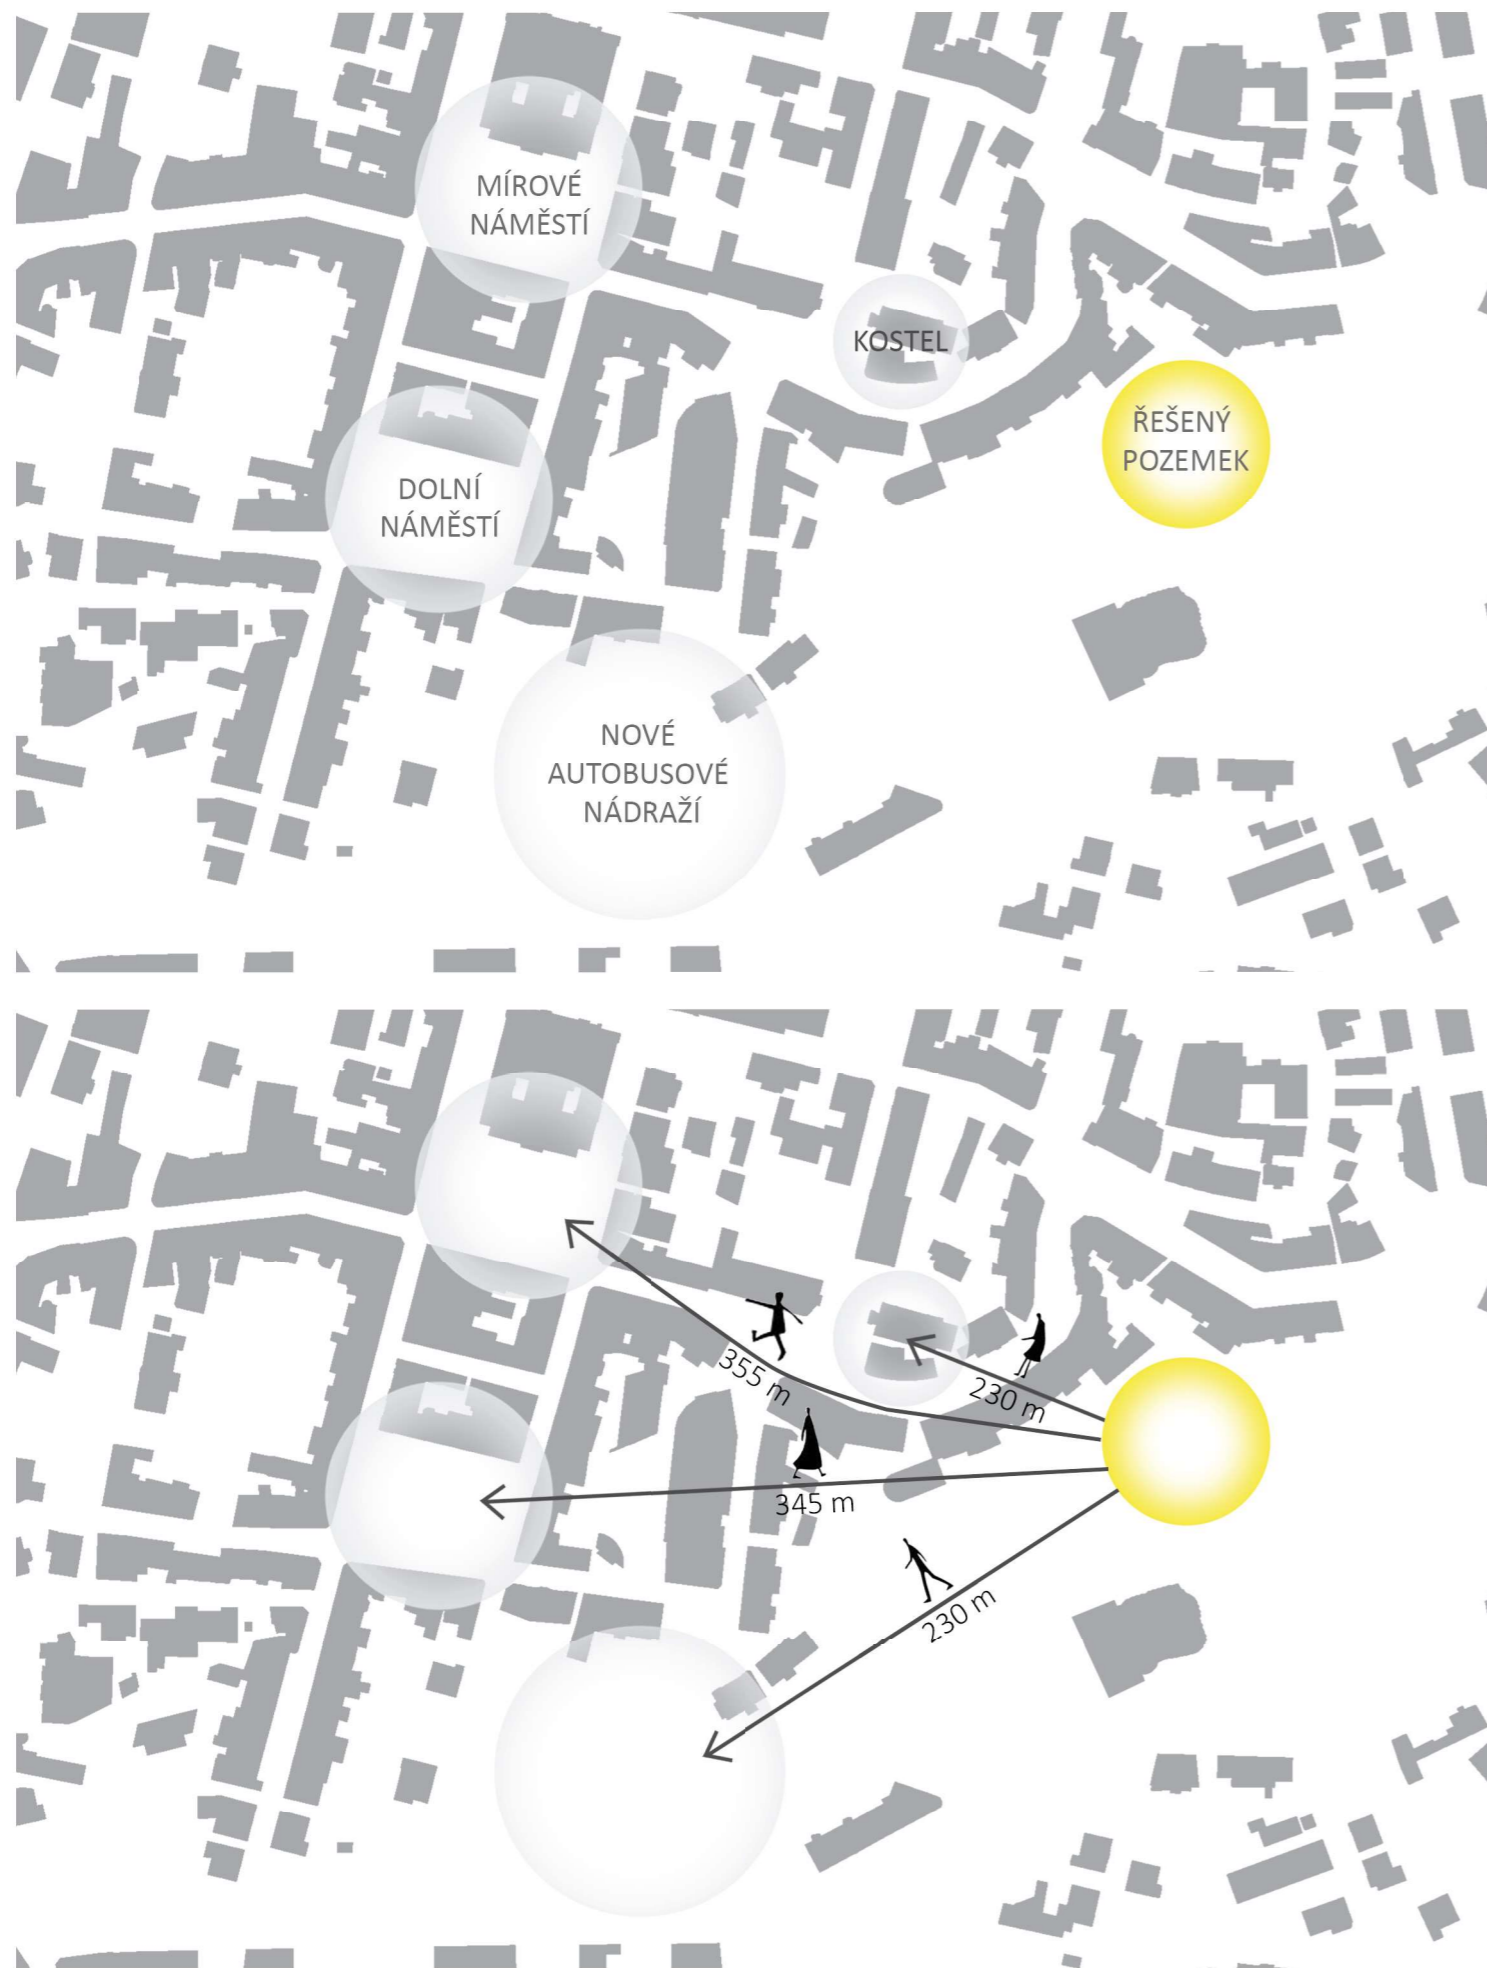 MÍROVÉ
NÁMĚSTÍ
KOSTEL
ŘEŠENÝ
POZEMEK
DOLNÍ
NÁMĚSTÍ
NOVÉ
AUTOBUSOVÉ
NÁDRAŽÍ
355 m
230 m
345 m
230 m